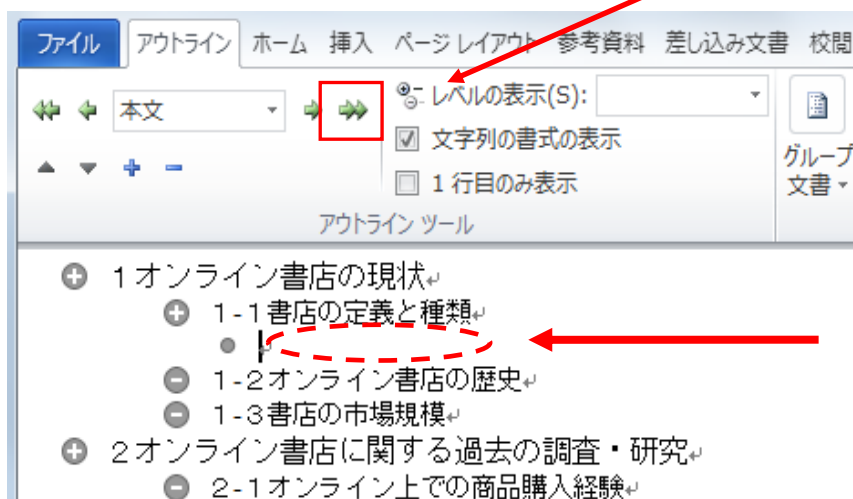 ファイル アウトライン ホーム 挿入 ページ レイアウト 参考資料 差し込み文書 校閲
本文
レベルの表示(S):
文字列の書式の表示
1 行目のみ表示
グループ
文書
アウトライン ツール
1オンライン書店の現状
1-1書店の定義と種類
1-2オンライン書店の歴史
1-3書店の市場規模
2オンライン書店に関する過去の調査・研究
2-1オンライン上での商品購入経験